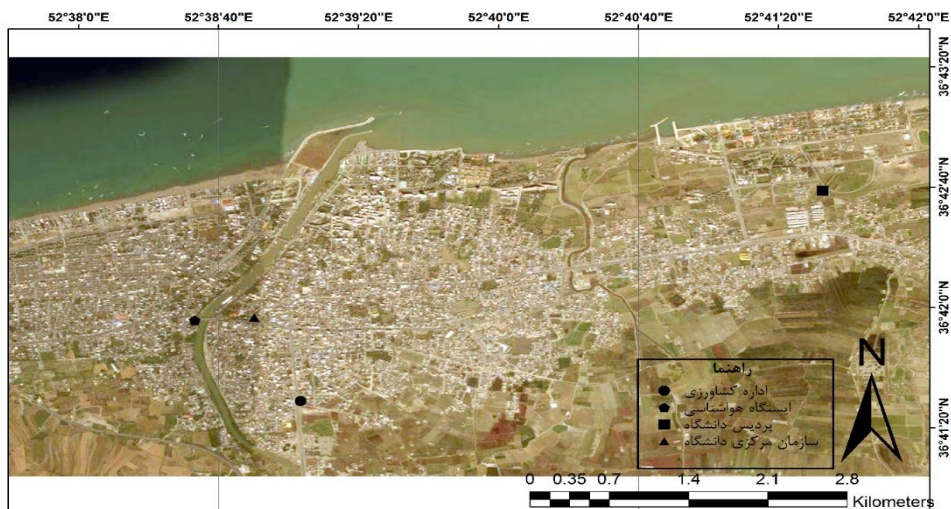 52°38'0"E 52°38'40"E 52°39'20"E 52°40'0"E 52°40'40"E 52°41'20"E 52°42'0"E
36°43'20"N
36°42'40"N
36°42'0"N
36°41'20"N
N
راهنما
اداره کشاورزی
ایستگاه هواشناسی
پردیس دانشگاه
سازمان مرکزی دانشگاه
0 0.35 0.7 1.4 2.1 2.8
Kilometers